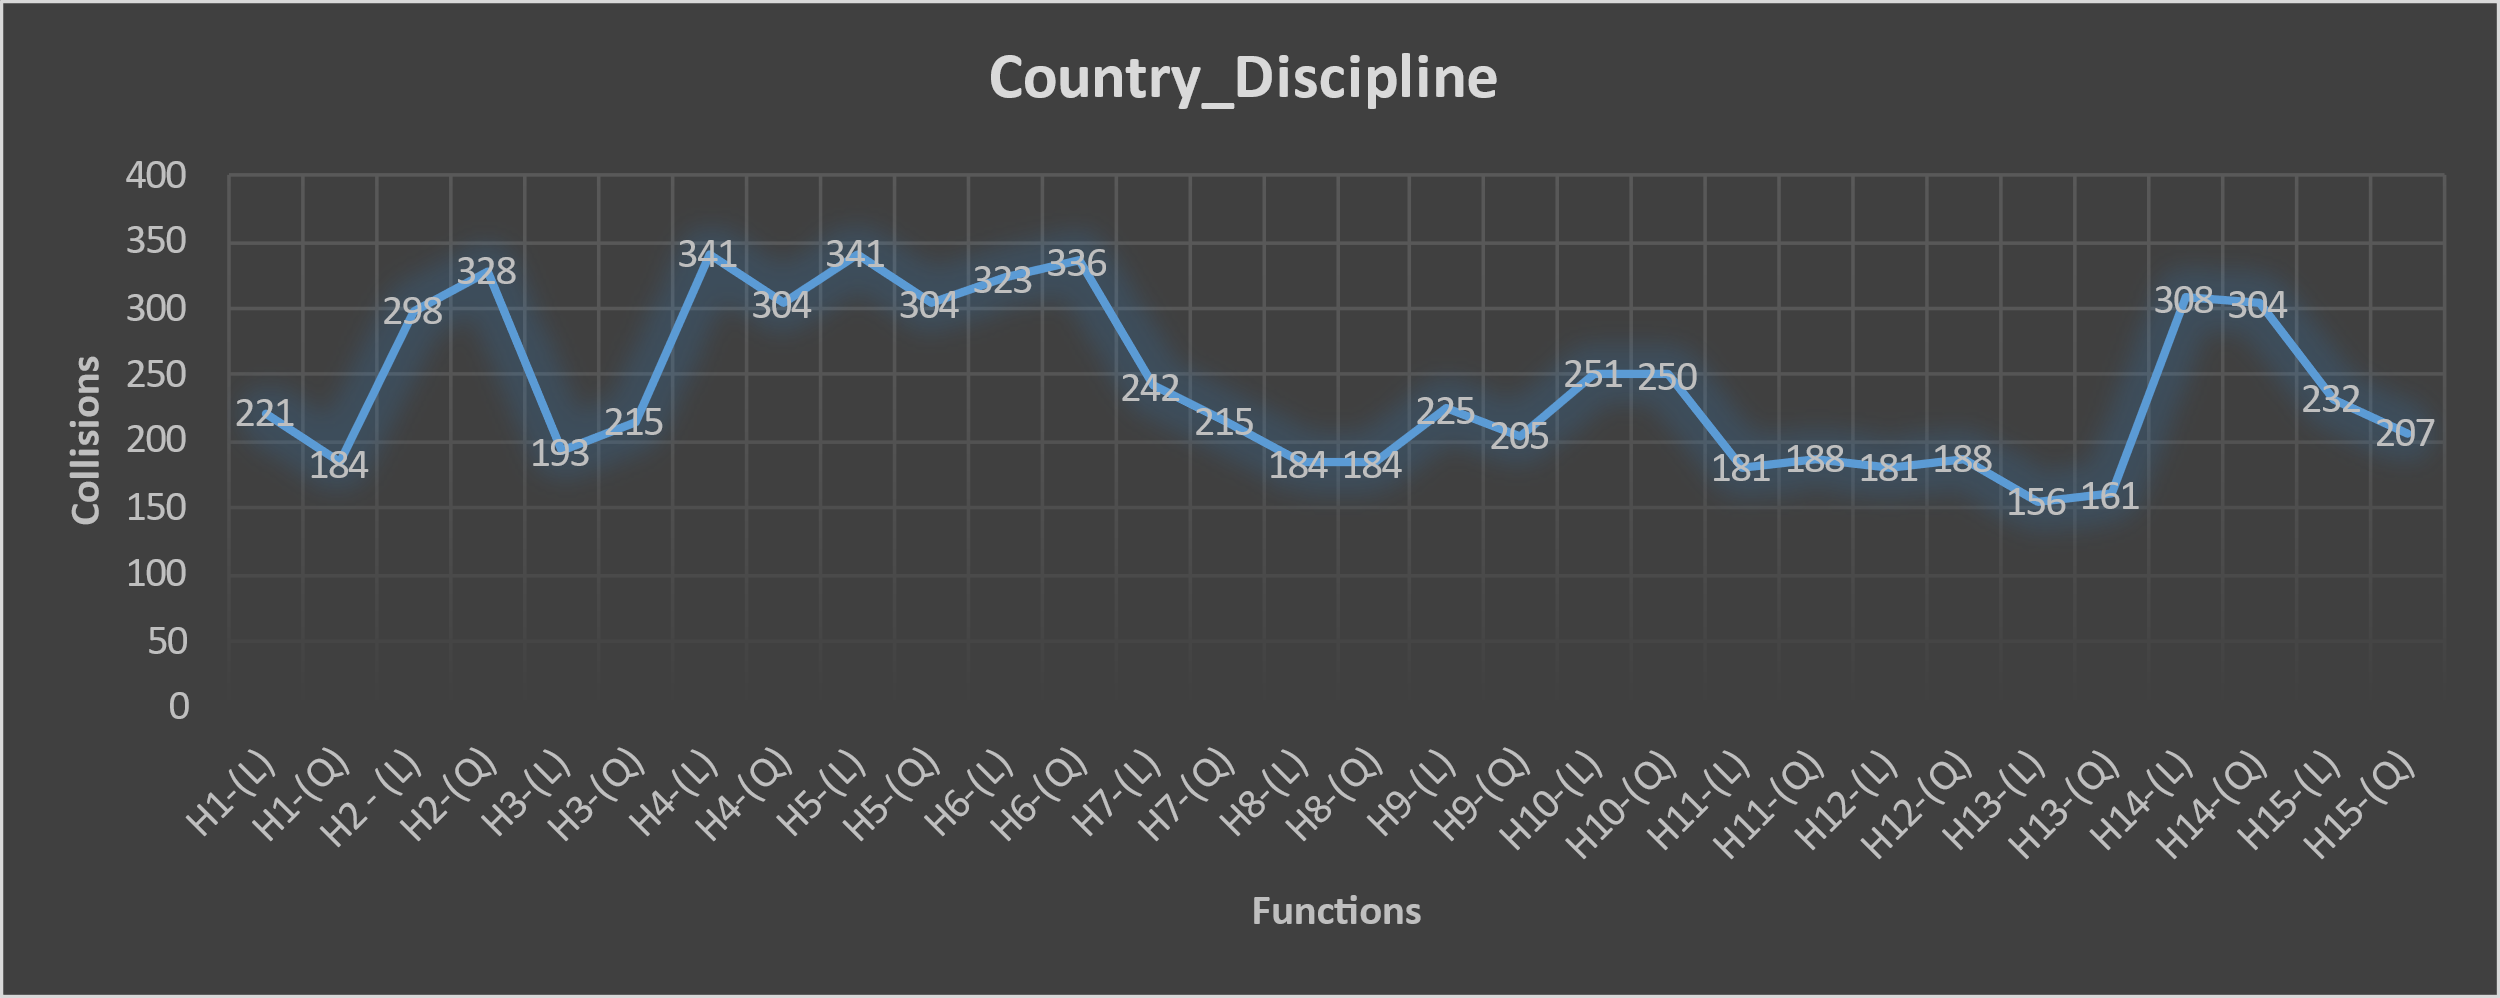 Country_Discipline
400
350
300
250
200
150
100
50
0
Collisions
221
184
298
328
193
215
341
304
341
304
323
336
242
215
184
184
225
205
251
250
181
188
181
188
156
161
308
304
232
207
H1-(L)
H1-(Q)
H2 - (L)
H2-(Q)
H3-(L)
H3-(Q)
H4-(L)
H4-(Q)
H5-(L)
H5-(Q)
H6-(L)
H6-(Q)
H7-(L)
H7-(Q)
H8-(L)
H8-(Q)
H9-(L)
H9-(Q)
H10-(L)
H10-(Q)
H11-(L)
H11-(Q)
H12-(L)
H12-(Q)
H13-(L)
H13-(Q)
H14-(L)
H14-(Q)
H15-(L)
H15-(Q)
Functions